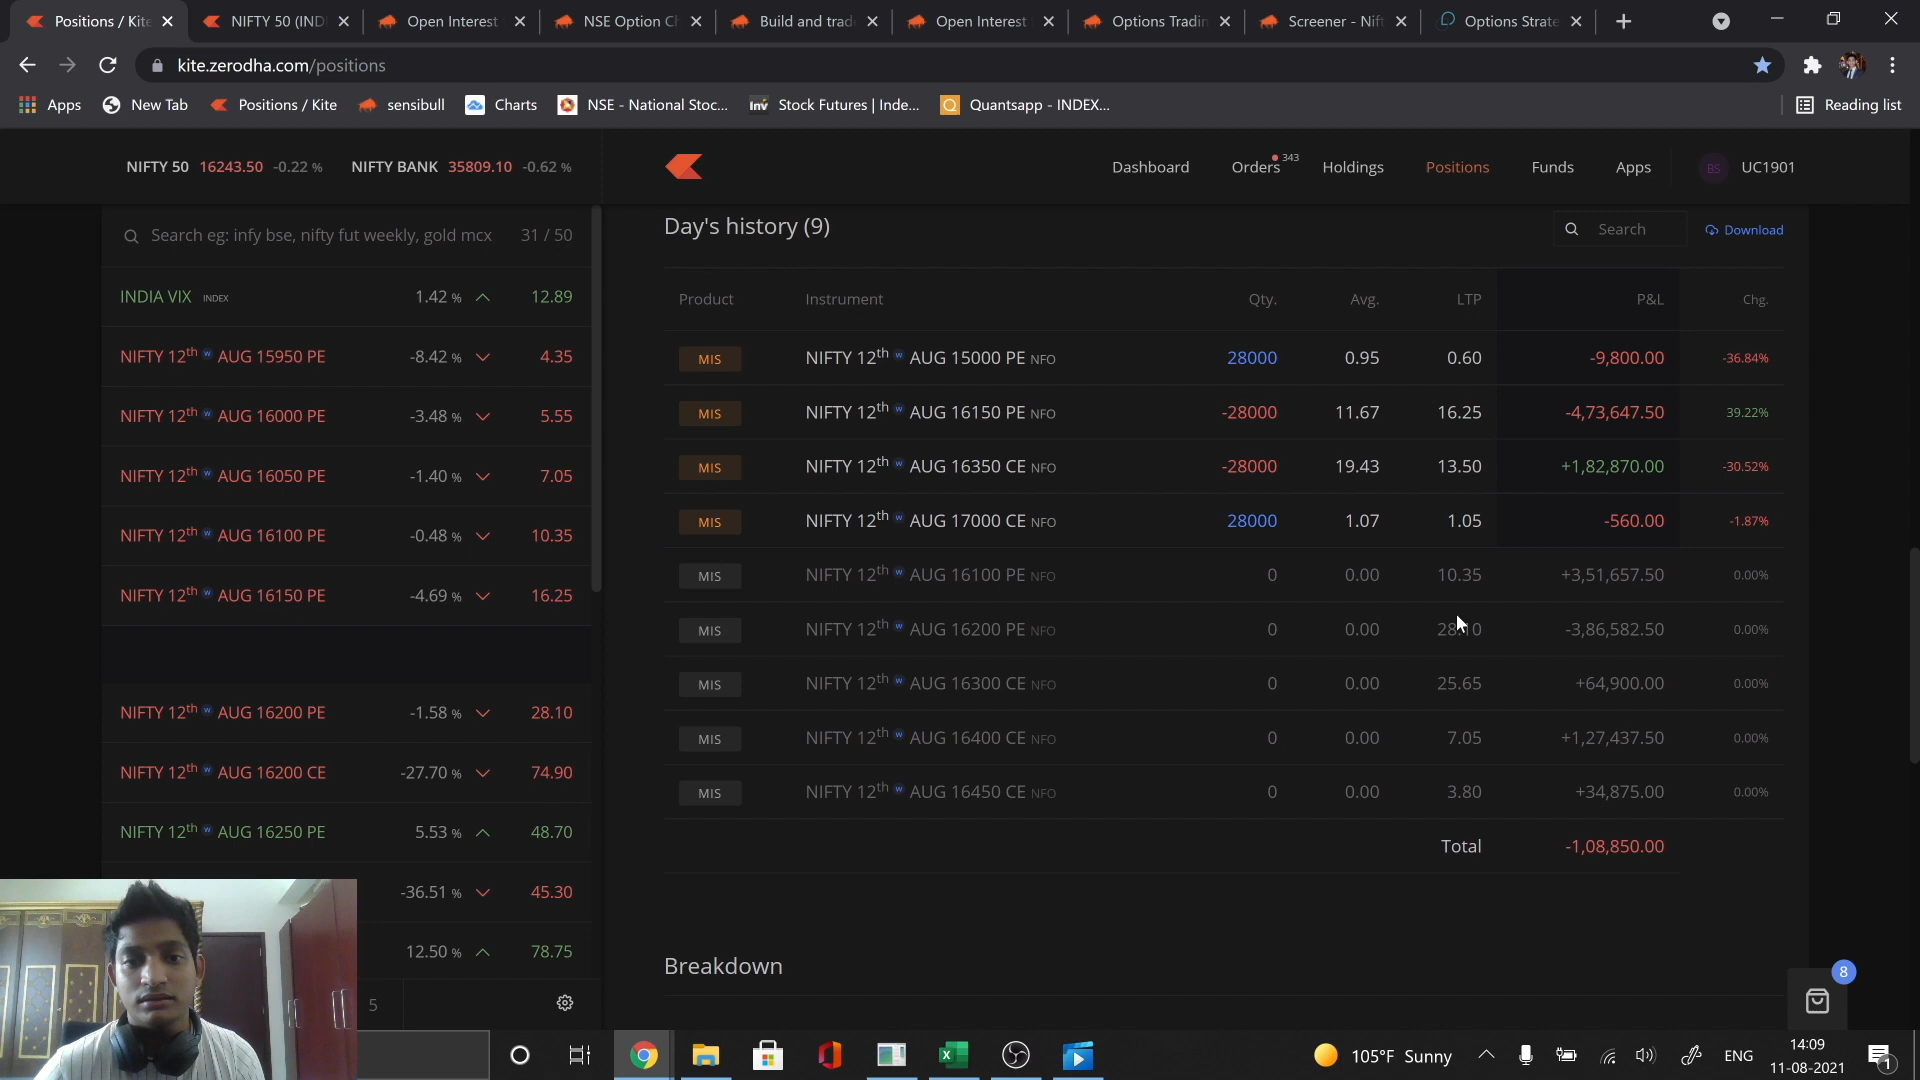 Positions / Kite
NIFTY 50 (IND
Open Interest
NSE Option Ch
Build and trad
Open Interest
Options Tradin
Screener - Nif
Options Strate
kite.zerodha.com/positions
Apps
New Tab
Positions / Kite
sensibull
Charts
NSE - National Stoc...
Inv Stock Futures | Inde...
Quantsapp - INDEX...
Reading list
NIFTY 50 16243.50 -0.22 %
NIFTY BANK 35809.10 -0.62 %
Dashboard
Orders 343
Holdings
Positions
Funds
Apps
BS UC1901
Search eg: infy bse, nifty fut weekly, gold mcx 31 / 50
INDIA VIX INDEX 1.42 % 12.89
NIFTY 12th w AUG 15950 PE -8.42 % 4.35
NIFTY 12th w AUG 16000 PE -3.48 % 5.55
NIFTY 12th w AUG 16050 PE -1.40 % 7.05
NIFTY 12th w AUG 16100 PE -0.48 % 10.35
NIFTY 12th w AUG 16150 PE -4.69 % 16.25
NIFTY 12th w AUG 16200 PE -1.58 % 28.10
NIFTY 12th w AUG 16200 CE -27.70 % 74.90
NIFTY 12th w AUG 16250 PE 5.53 % 48.70
-36.51 % 45.30
12.50 % 78.75
5
Day's history (9)
Search
Download
Product Instrument Qty. Avg. LTP P&L Chg.
MIS NIFTY 12th w AUG 15000 PE NFO 28000 0.95 0.60 -9,800.00 -36.84%
MIS NIFTY 12th w AUG 16150 PE NFO -28000 11.67 16.25 -4,73,647.50 39.22%
MIS NIFTY 12th w AUG 16350 CE NFO -28000 19.43 13.50 +1,82,870.00 -30.52%
MIS NIFTY 12th w AUG 17000 CE NFO 28000 1.07 1.05 -560.00 -1.87%
MIS NIFTY 12th w AUG 16100 PE NFO 0 0.00 10.35 +3,51,657.50 0.00%
MIS NIFTY 12th w AUG 16200 PE NFO 0 0.00 28.10 -3,86,582.50 0.00%
MIS NIFTY 12th w AUG 16300 CE NFO 0 0.00 25.65 +64,900.00 0.00%
MIS NIFTY 12th w AUG 16400 CE NFO 0 0.00 7.05 +1,27,437.50 0.00%
MIS NIFTY 12th w AUG 16450 CE NFO 0 0.00 3.80 +34,875.00 0.00%
Total -1,08,850.00
Breakdown
8
105°F Sunny
ENG
14:09
11-08-2021
1